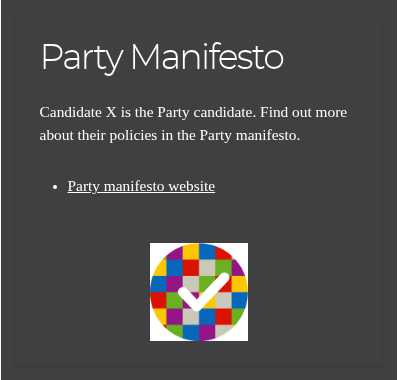 Party Manifesto
Candidate X is the Party candidate. Find out more
about their policies in the Party manifesto.
Party manifesto website